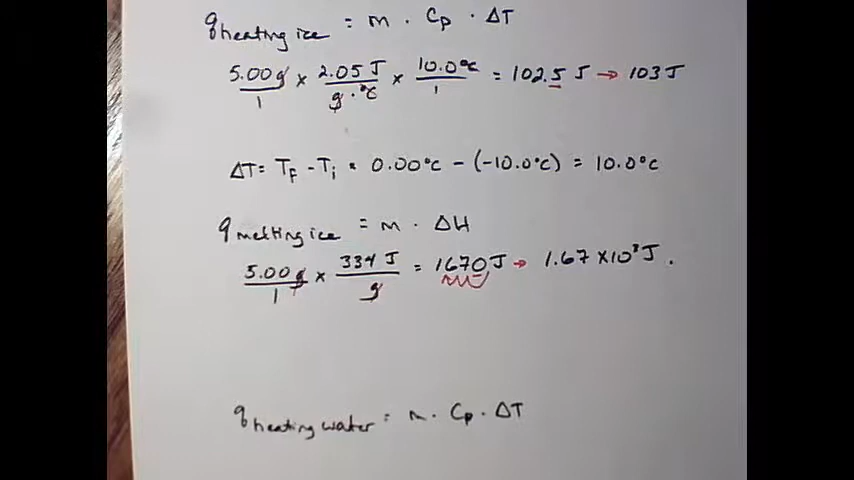 q heating ice = m · Cp · ΔT
5.00g/1 × 2.05 J/g·°C × 10.0°C/1 = 102.5 J → 103 J
ΔT = Tf - Ti = 0.00°C - (-10.0°C) = 10.0°C
q melting ice = m · ΔH
5.00g/1 × 334 J/g = 1670 J → 1.67 × 10³ J .
q heating water = m · Cp · ΔT